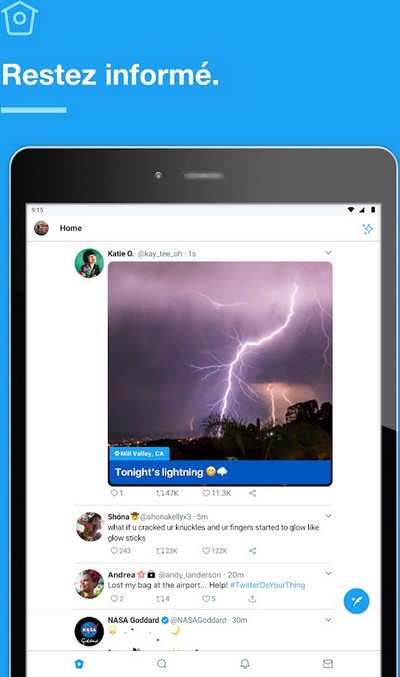 Restez informé.
9:15
Home
Katie O. @kay_tee_oh · 1s
Mill Valley, CA
Tonight's lightning 😬🌩️
1 47K 11.3K
Shóna🤠 @shonakellyx3 · 5m
what if u cracked ur knuckles and ur fingers started to glow like
glow sticks
243 23K 122K
Andrea 🌸 @andy_landerson · 20m
Lost my bag at the airport... Help! #TwitterDoYourThing
2 4 5
NASA Goddard @NASAGoddard · 30m
NASA